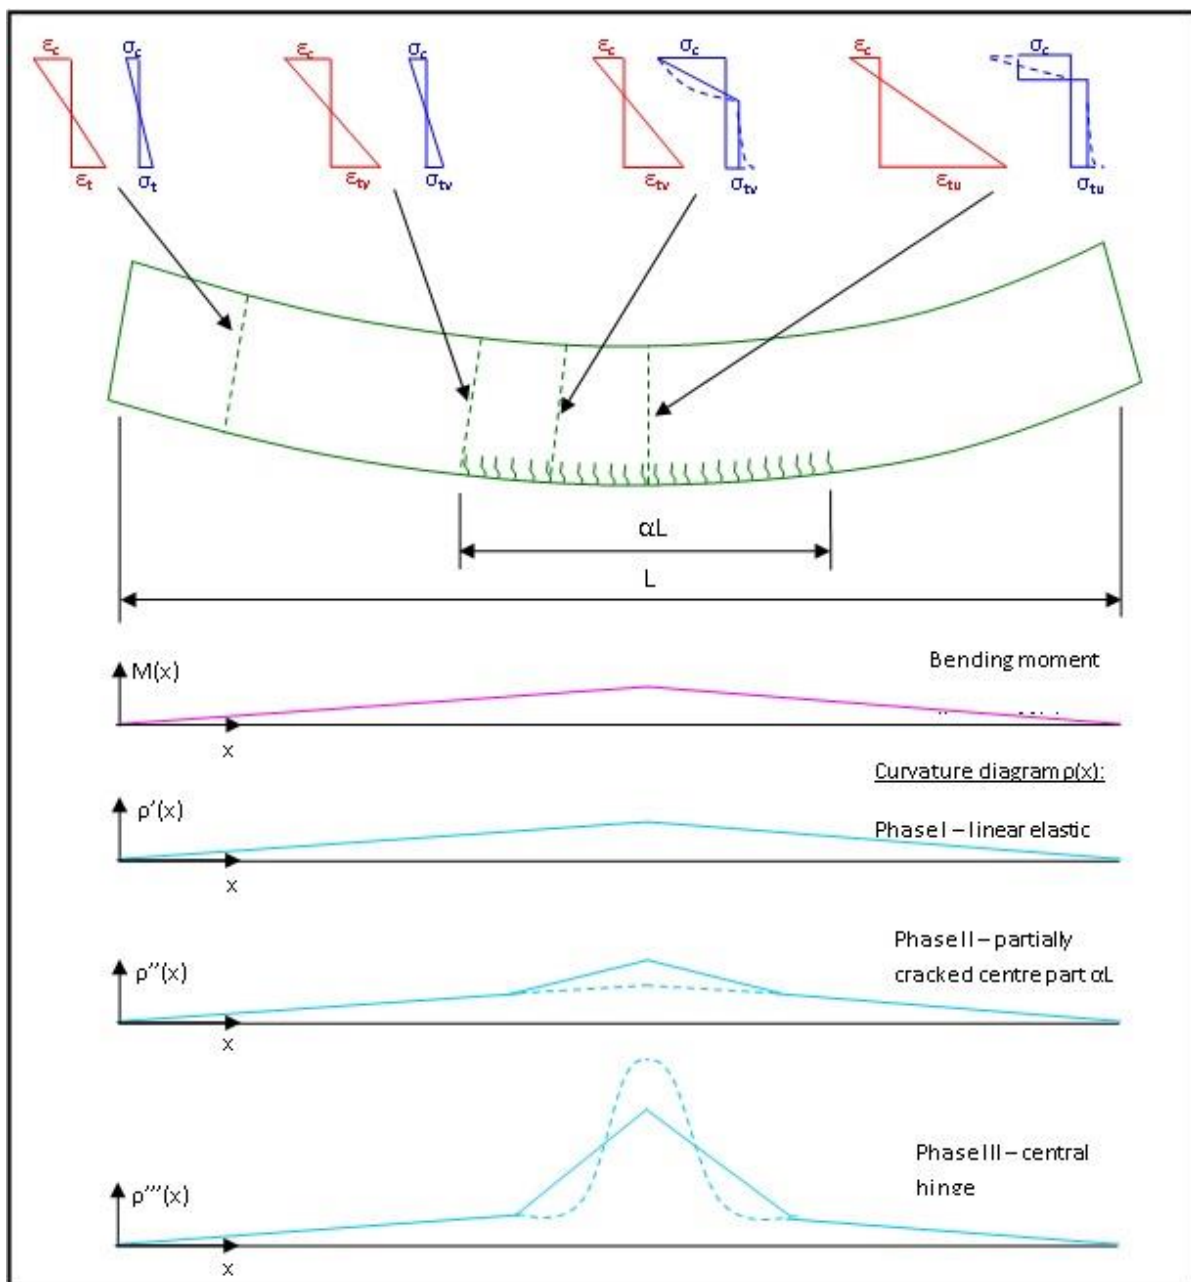 εc σc εc σc εc σc εc σc
εt σt εtv σtv εtv σtv εtu σtu
αL
L
Bending moment
M(x)
x
Curvature diagram ρ(x):
ρ'(x)
Phase I – linear elastic
x
Phase II – partially
ρ''(x)
cracked centre part αL
x
Phase III – central
hinge
ρ'''(x)
x